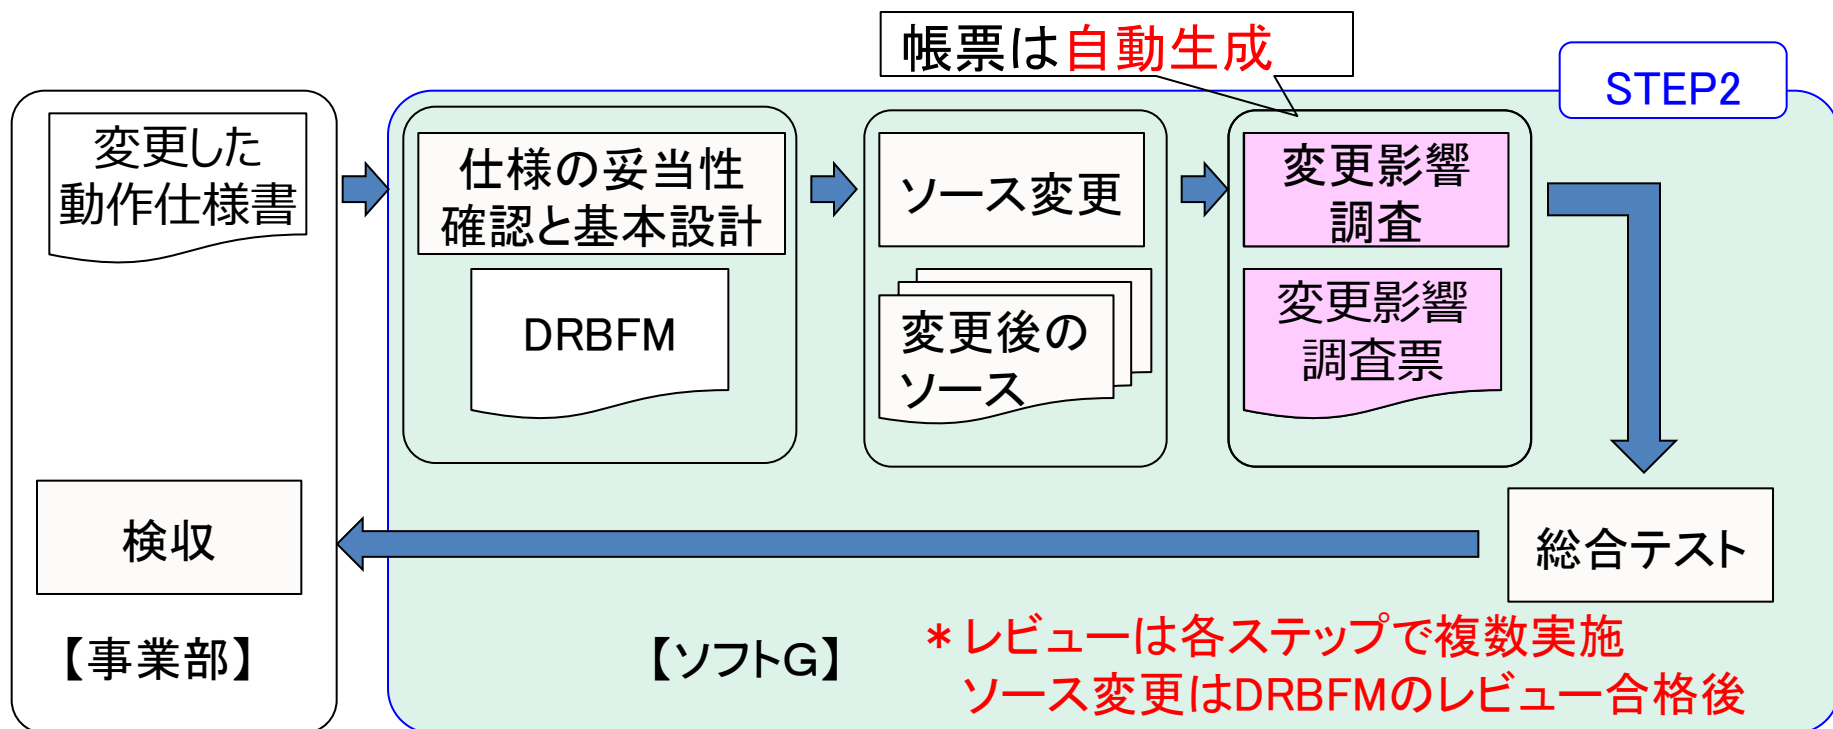 帳票は自動生成
STEP2
変更した
動作仕様書
仕様の妥当性
確認と基本設計
DRBFM
ソース変更
変更後の
ソース
変更影響
調査
変更影響
調査票
検収
総合テスト
【事業部】
【ソフトG】
＊レビューは各ステップで複数実施
ソース変更はDRBFMのレビュー合格後